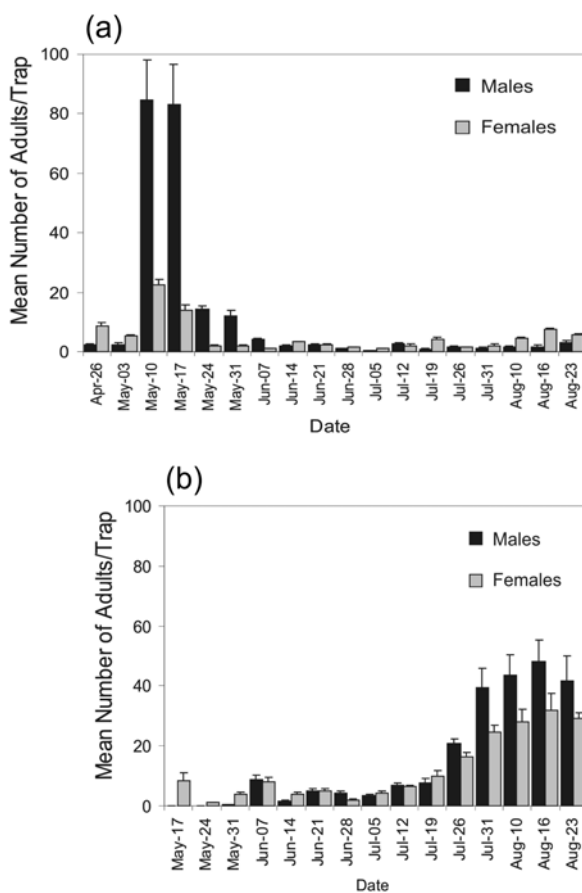 (a)
Mean Number of Adults/Trap
100
80
60
40
20
0
Males
Females
Apr-26
May-03
May-10
May-17
May-24
May-31
Jun-07
Jun-14
Jun-21
Jun-28
Jul-05
Jul-12
Jul-19
Jul-26
Jul-31
Aug-10
Aug-16
Aug-23
Date
(b)
Mean Number of Adults/Trap
100
80
60
40
20
0
Males
Females
May-17
May-24
May-31
Jun-07
Jun-14
Jun-21
Jun-28
Jul-05
Jul-12
Jul-19
Jul-26
Jul-31
Aug-10
Aug-16
Aug-23
Date